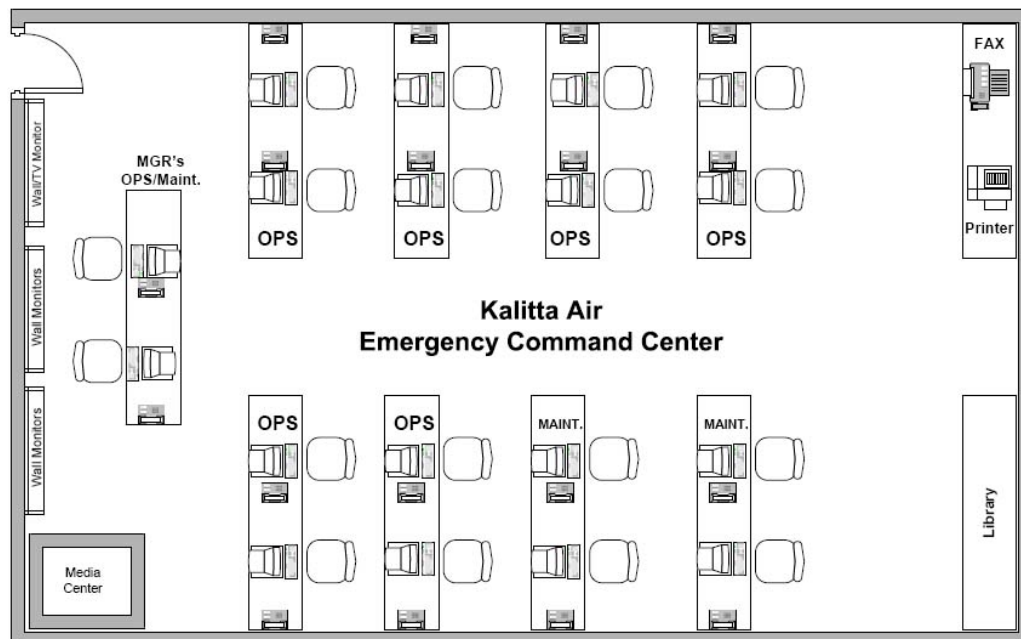 FAX
Wall/TV Monitor
MGR's
OPS/Maint.
Printer
OPS
OPS
OPS
OPS
Wall Monitors
Kalitta Air
Emergency Command Center
Wall Monitors
OPS
OPS
MAINT.
MAINT.
Library
Media
Center